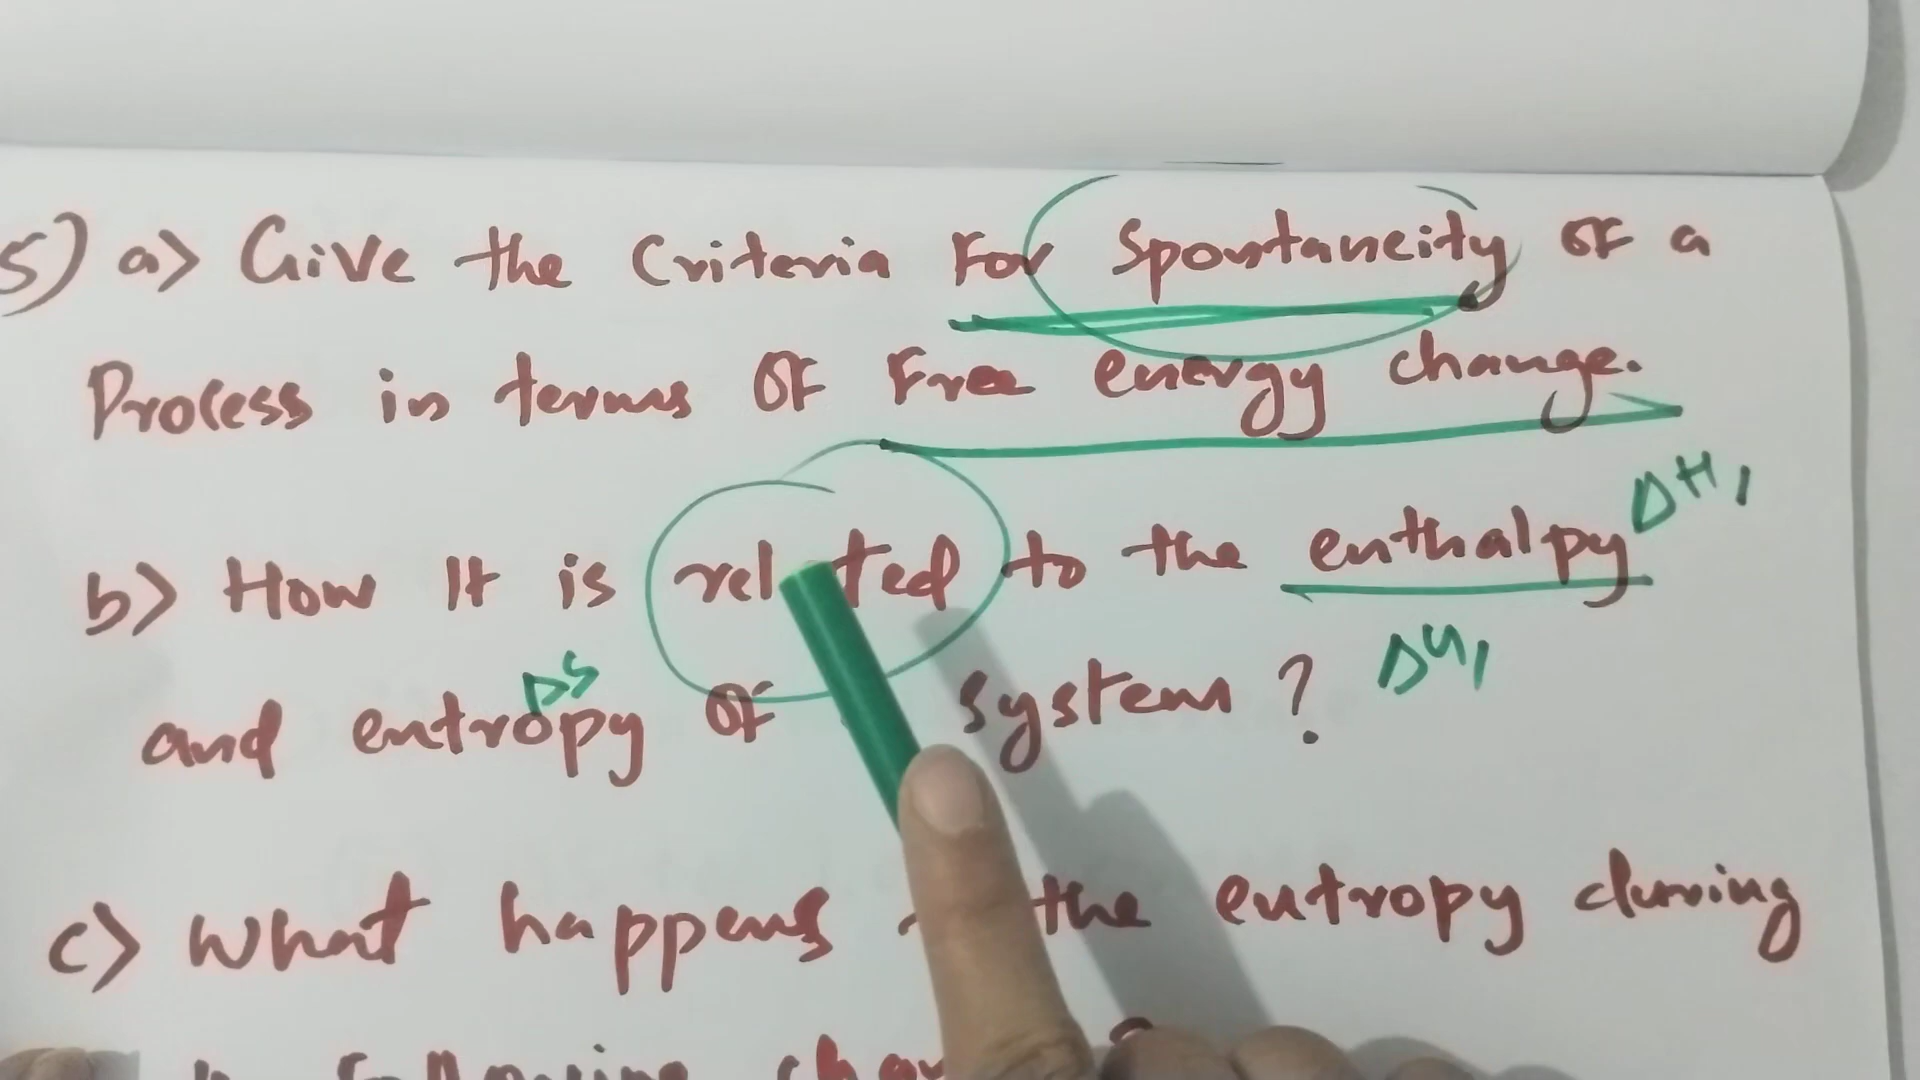 5) a) Give the Criteria For Spontaneity of a
Process in terms of Free energy change.
ΔH,
b) How It is related to the enthalpy
ΔS
ΔU,
and entropy of system ?
c) What happens the entropy during
following